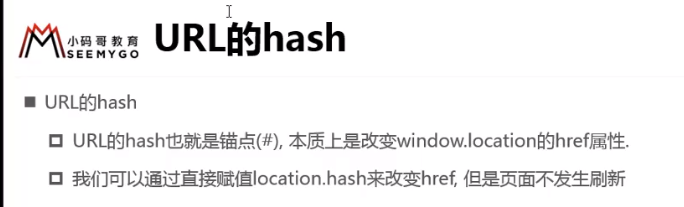 小码哥教育
SEEMYGO
URL的hash
URL的hash
URL的hash也就是锚点(#), 本质上是改变window.location的href属性.
我们可以通过直接赋值location.hash来改变href, 但是页面不发生刷新